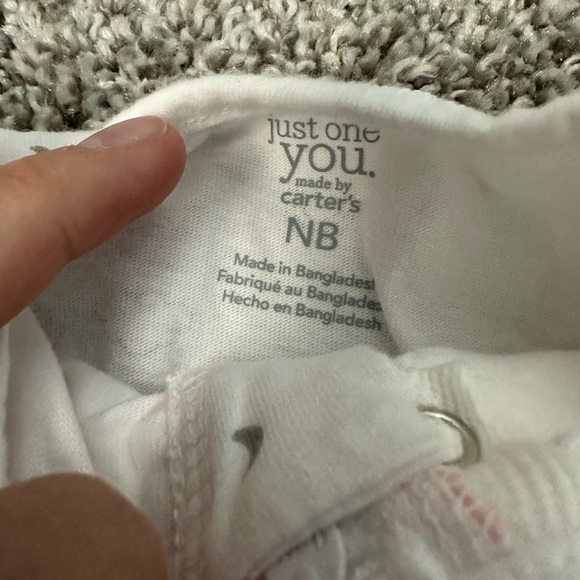 just one
you.
made by
carter's
NB
Made in Bangladesh
Fabriqué au Banglades
Hecho en Bangladesh